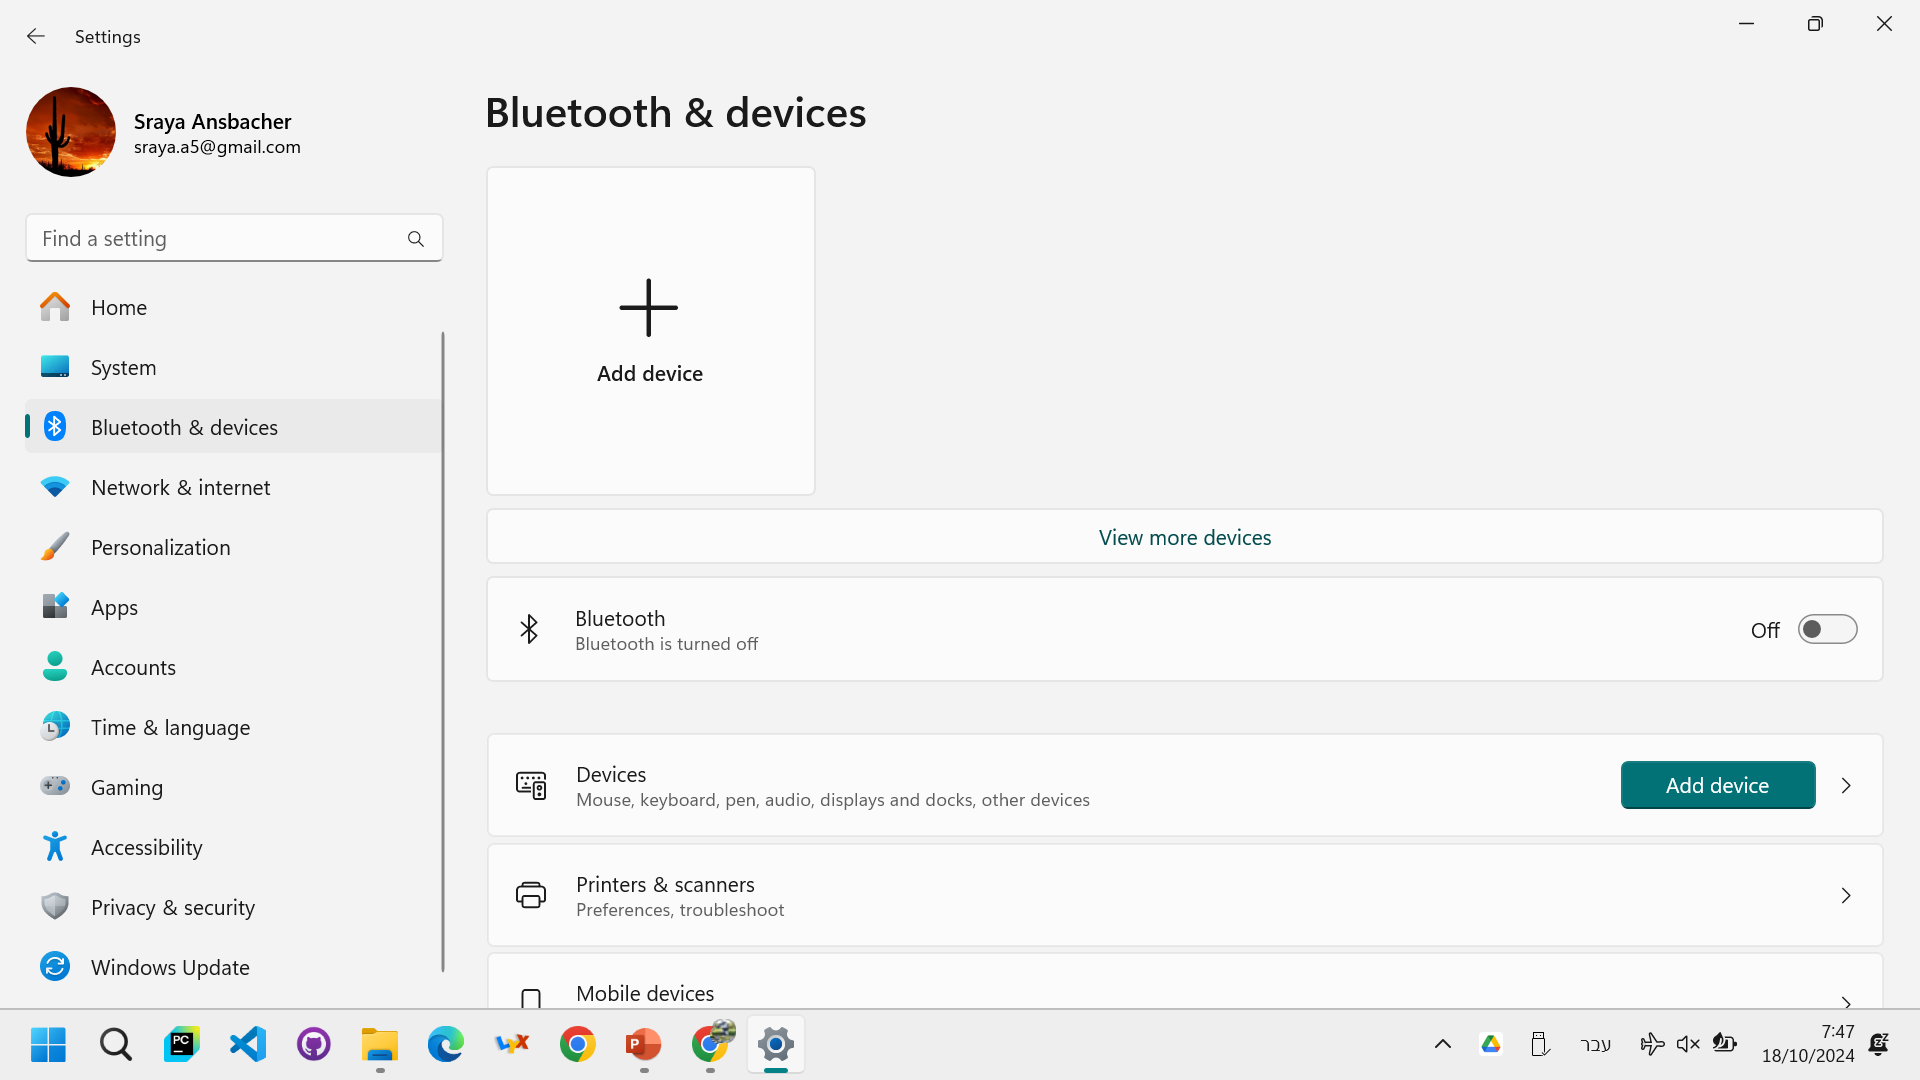 Settings
Sraya Ansbacher
sraya.a5@gmail.com
Find a setting
Home
System
Bluetooth & devices
Network & internet
Personalization
Apps
Accounts
Time & language
Gaming
Accessibility
Privacy & security
Windows Update
Bluetooth & devices
Add device
View more devices
Bluetooth
Bluetooth is turned off
Off
Devices
Mouse, keyboard, pen, audio, displays and docks, other devices
Add device
Printers & scanners
Preferences, troubleshoot
Mobile devices
PC
P
עבר
7:47
18/10/2024